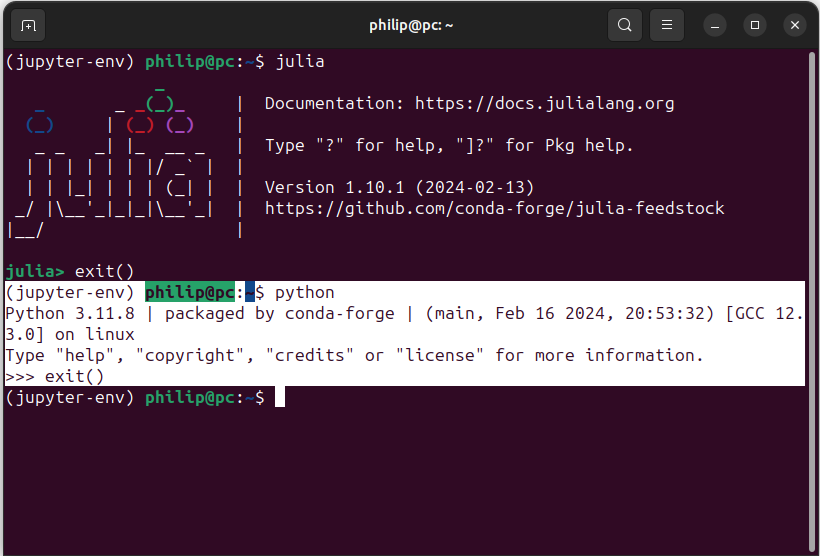 philip@pc: ~
(jupyter-env) philip@pc:~$ julia
               _
   _       _ _(_)_     |  Documentation: https://docs.julialang.org
  (_)     | (_) (_)    |
   _ _   _| |_  __ _   |  Type "?" for help, "]?" for Pkg help.
  | | | | | | |/ _` |  |
  | | |_| | | | (_| |  |  Version 1.10.1 (2024-02-13)
 _/ |\__'_|_|_|\__'_|  |  https://github.com/conda-forge/julia-feedstock
|__/                   |
julia> exit()
(jupyter-env) philip@pc:~$ python
Python 3.11.8 | packaged by conda-forge | (main, Feb 16 2024, 20:53:32) [GCC 12.
3.0] on linux
Type "help", "copyright", "credits" or "license" for more information.
>>> exit()
(jupyter-env) philip@pc:~$